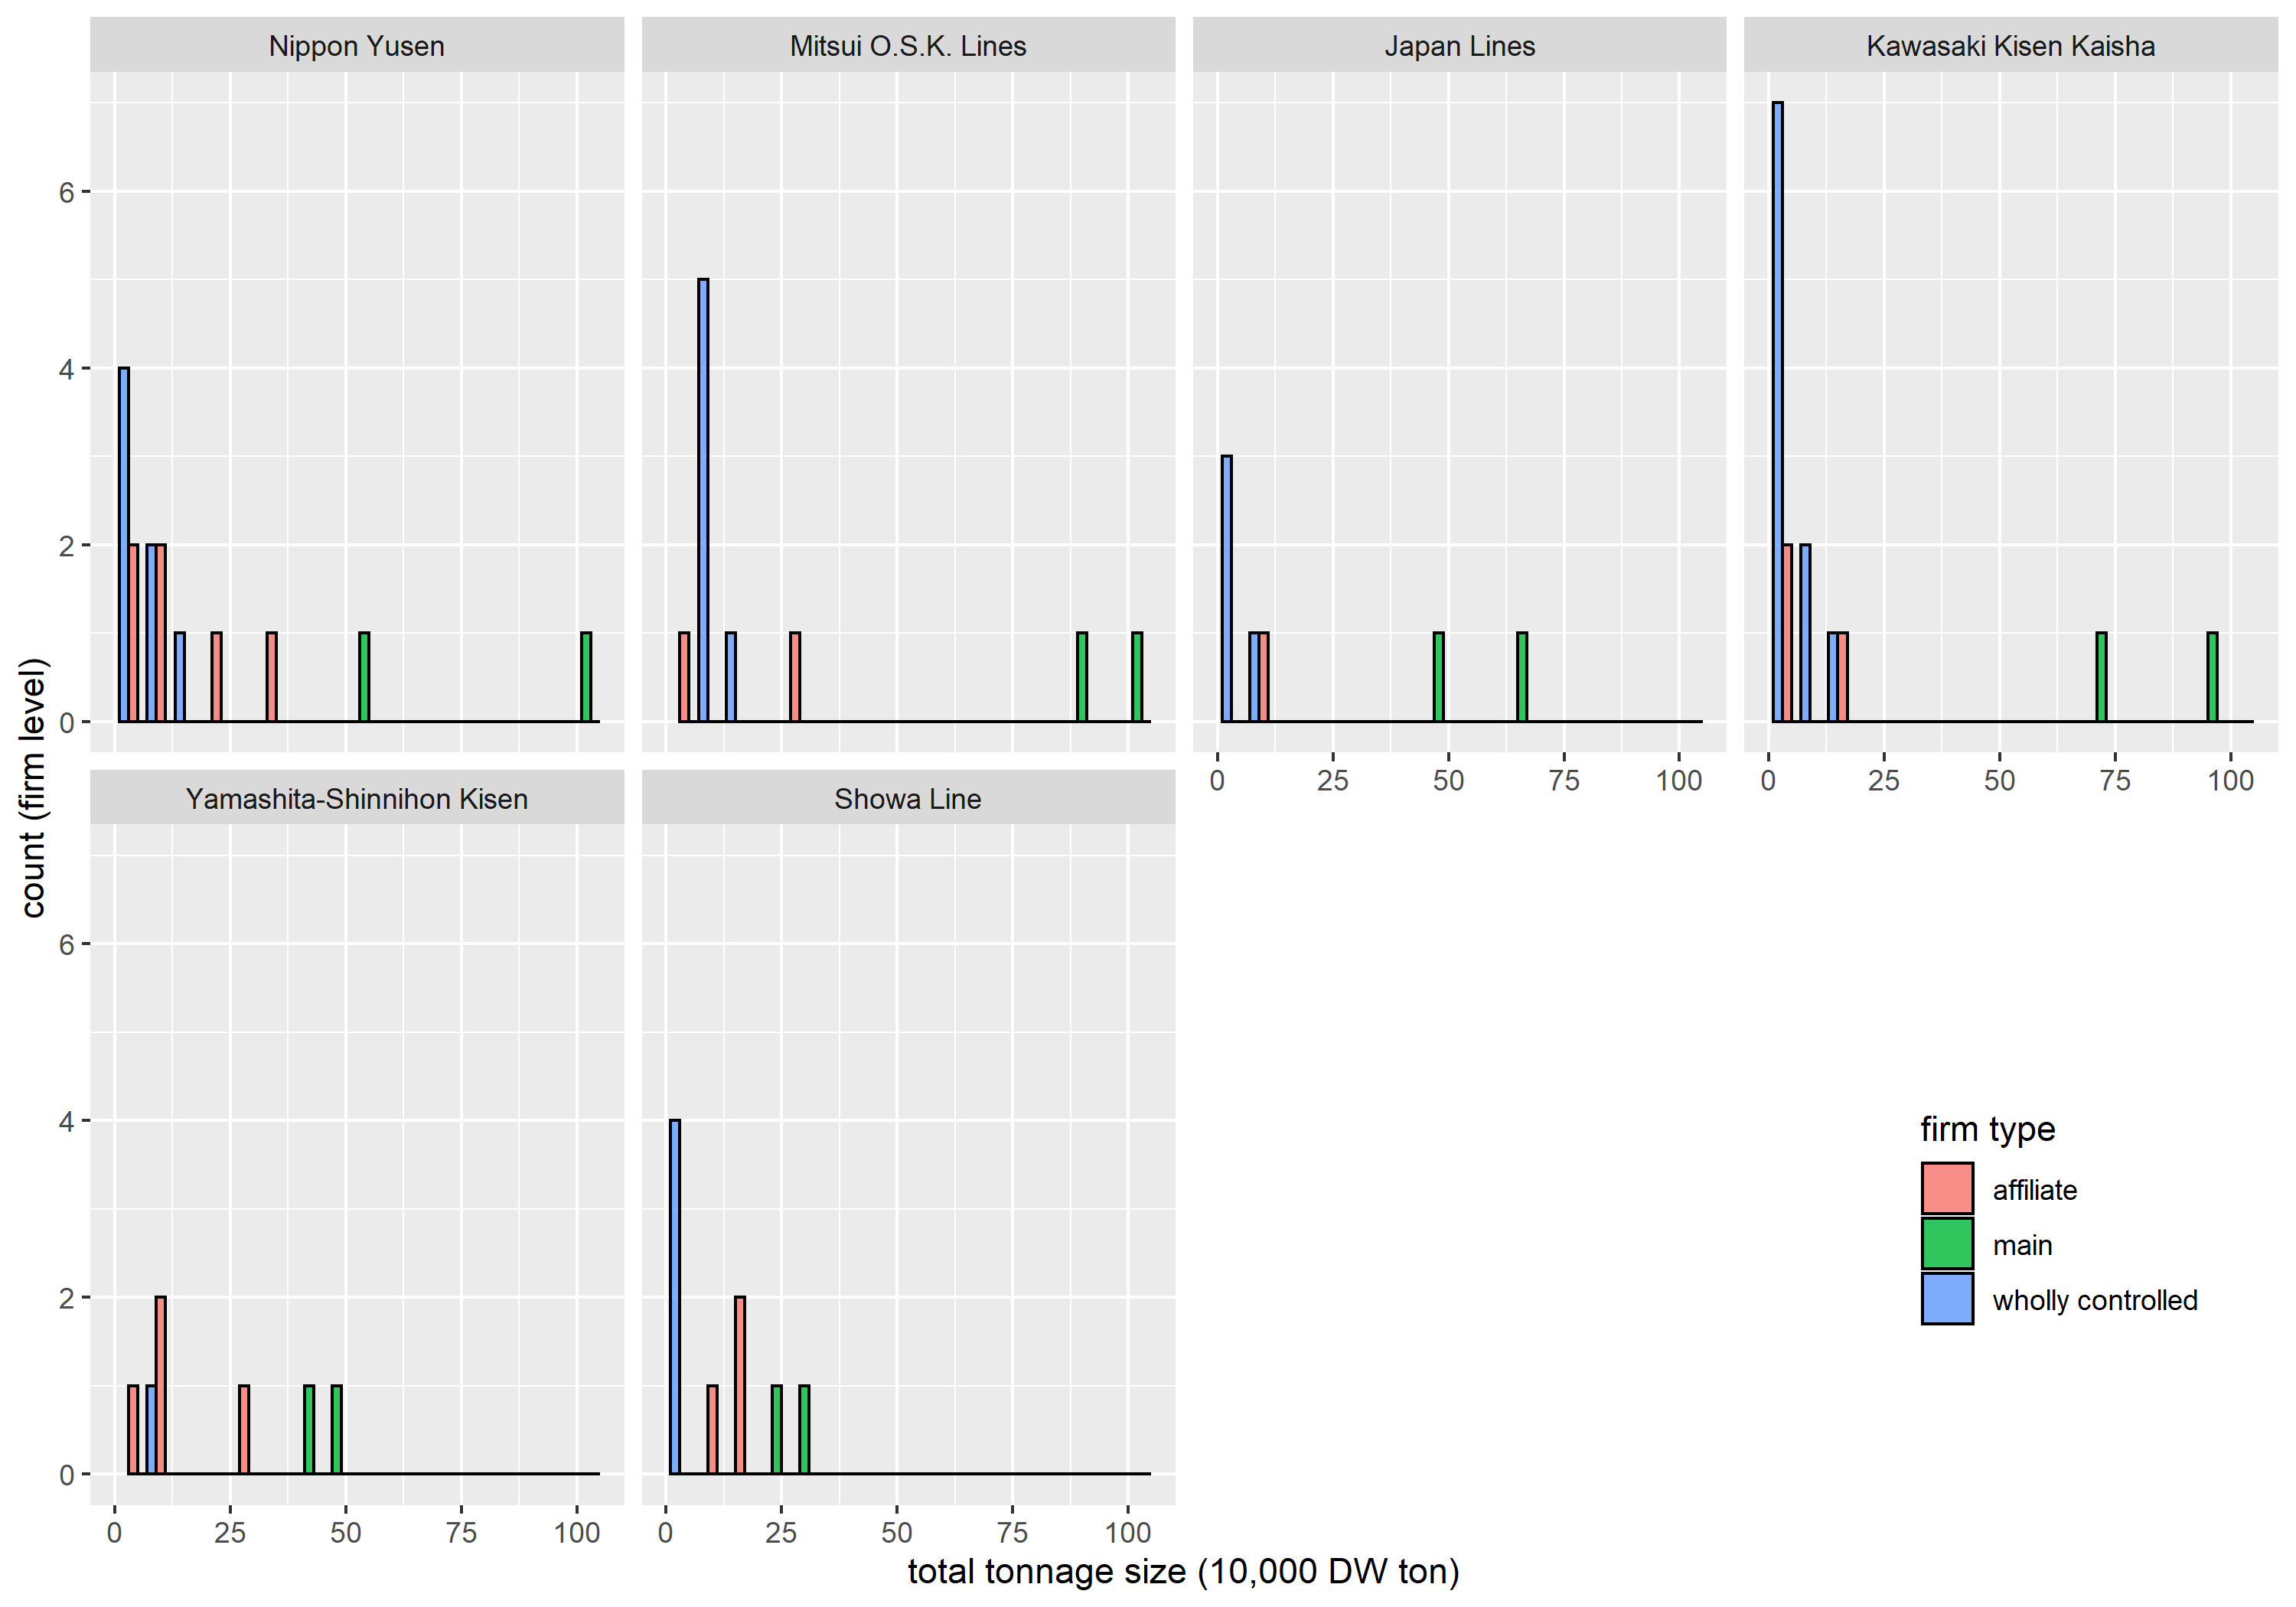 Nippon Yusen
Mitsui O.S.K. Lines
Japan Lines
Kawasaki Kisen Kaisha
6
4
2
0
0 25 50 75 100
0 25 50 75 100
Yamashita-Shinnihon Kisen
Showa Line
6
4
2
0
0 25 50 75 100
0 25 50 75 100
count (firm level)
total tonnage size (10,000 DW ton)
firm type
affiliate
main
wholly controlled